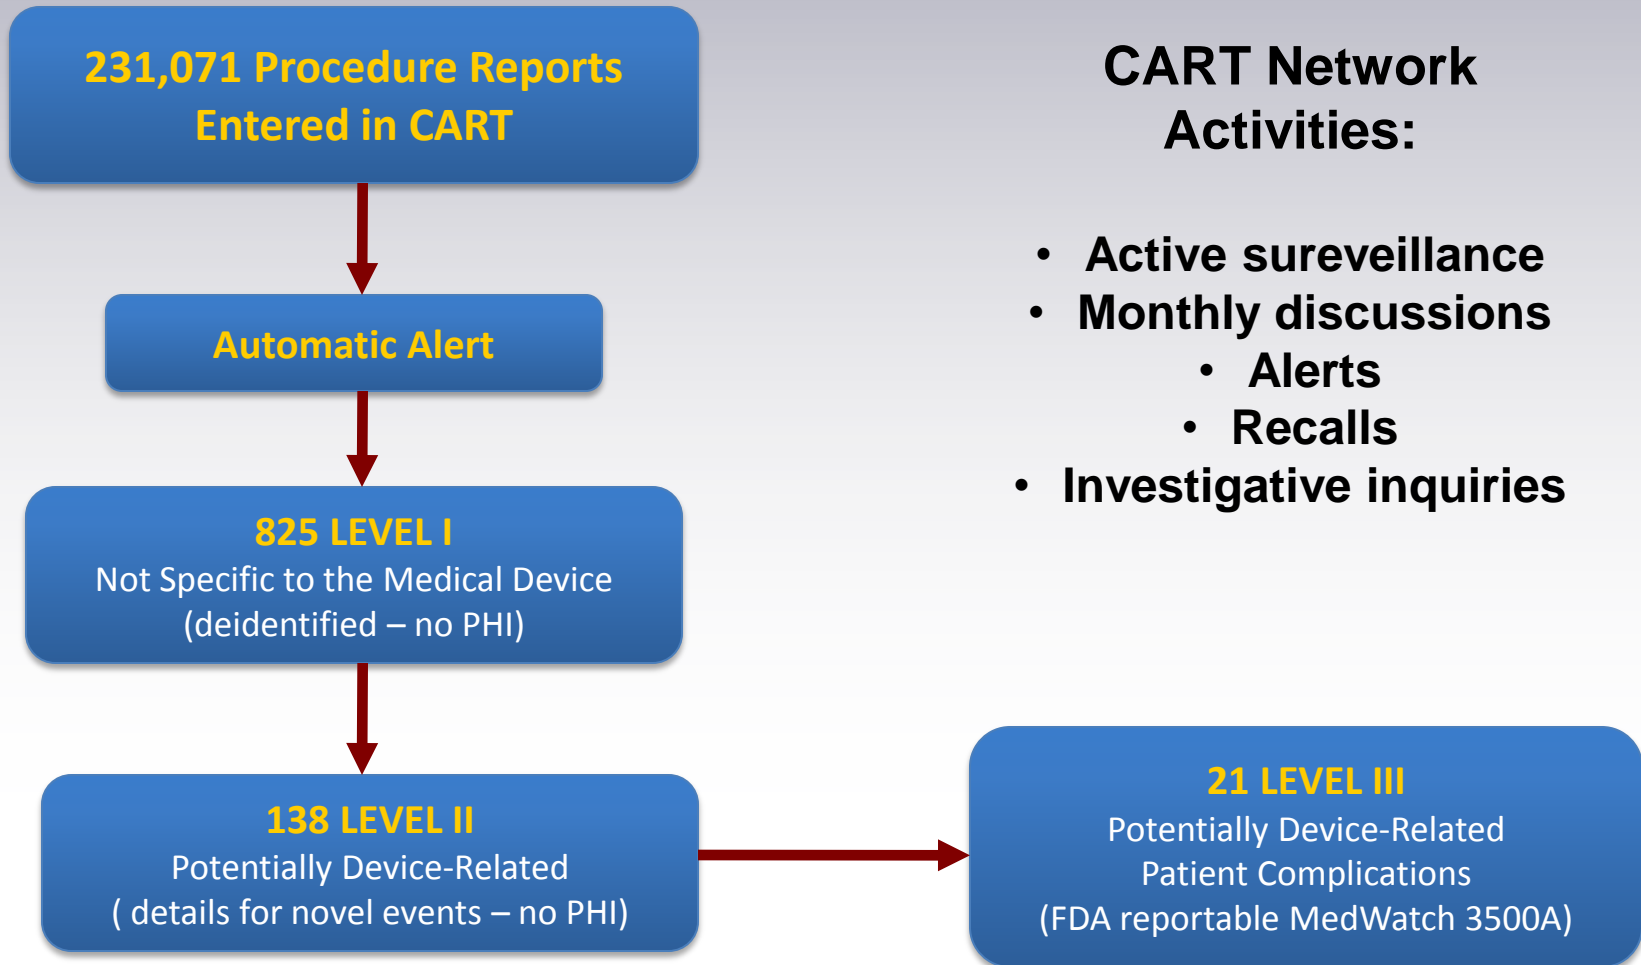 231,071 Procedure Reports
Entered in CART
Automatic Alert
825 LEVEL I
Not Specific to the Medical Device
(deidentified – no PHI)
138 LEVEL II
Potentially Device-Related
( details for novel events – no PHI)
21 LEVEL III
Potentially Device-Related
Patient Complications
(FDA reportable MedWatch 3500A)
CART Network
Activities:
• Active sureveillance
• Monthly discussions
• Alerts
• Recalls
• Investigative inquiries